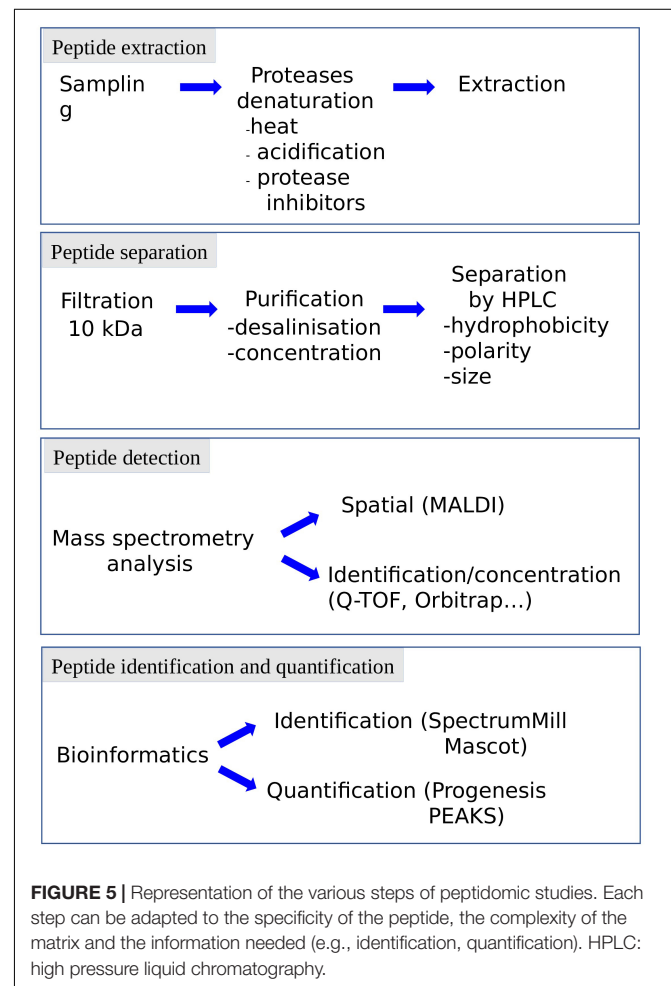 Peptide extraction
Samplin
g
Proteases
denaturation
-heat
- acidification
- protease
inhibitors
Extraction
Peptide separation
Filtration
10 kDa
Purification
-desalinisation
-concentration
Separation
by HPLC
-hydrophobicity
-polarity
-size
Peptide detection
Mass spectrometry
analysis
Spatial (MALDI)
Identification/concentration
(Q-TOF, Orbitrap...)
Peptide identification and quantification
Bioinformatics
Identification (SpectrumMill
Mascot)
Quantification (Progenesis
PEAKS)
FIGURE 5 | Representation of the various steps of peptidomic studies. Each
step can be adapted to the specificity of the peptide, the complexity of the
matrix and the information needed (e.g., identification, quantification). HPLC:
high pressure liquid chromatography.